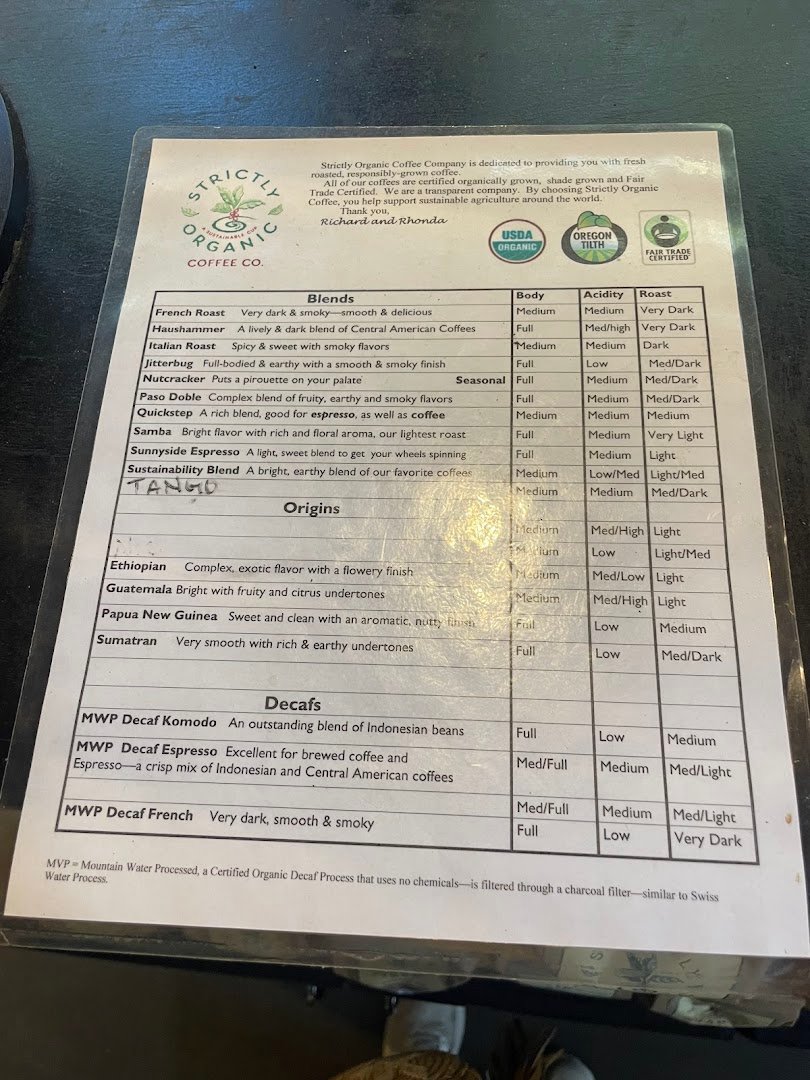 STRICTLY
ORGANIC
A SUSTAINABLE CUP
COFFEE CO.
Strictly Organic Coffee Company is dedicated to providing you with fresh
roasted, responsibly-grown coffee.
All of our coffees are certified organically grown, shade grown and Fair
Trade Certified. We are a transparent company. By choosing Strictly Organic
Coffee, you help support sustainable agriculture around the world.
Thank you,
Richard and Rhonda
USDA
ORGANIC
OREGON
TILTH
FAIR TRADE
CERTIFIED
Blends Body Acidity Roast
French Roast Very dark & smoky—smooth & delicious Medium Medium Very Dark
Haushammer A lively & dark blend of Central American Coffees Full Med/high Very Dark
Italian Roast Spicy & sweet with smoky flavors Medium Medium Dark
Jitterbug Full-bodied & earthy with a smooth & smoky finish Full Low Med/Dark
Nutcracker Puts a pirouette on your palate Seasonal Full Medium Med/Dark
Paso Doble Complex blend of fruity, earthy and smoky flavors Full Medium Med/Dark
Quickstep A rich blend, good for espresso, as well as coffee Medium Medium Medium
Samba Bright flavor with rich and floral aroma, our lightest roast Full Medium Very Light
Sunnyside Espresso A light, sweet blend to get your wheels spinning Full Medium Light
Sustainability Blend A bright, earthy blend of our favorite coffees Medium Low/Med Light/Med
TANGO Medium Medium Med/Dark
Origins
Medium Med/High Light
Medium Low Light/Med
Ethiopian Complex, exotic flavor with a flowery finish Medium Med/Low Light
Guatemala Bright with fruity and citrus undertones Medium Med/High Light
Papua New Guinea Sweet and clean with an aromatic, nutty finish Full Low Medium
Sumatran Very smooth with rich & earthy undertones Full Low Med/Dark
Decafs
MWP Decaf Komodo An outstanding blend of Indonesian beans Full Low Medium
MWP Decaf Espresso Excellent for brewed coffee and Med/Full Medium Med/Light
Espresso—a crisp mix of Indonesian and Central American coffees
Med/Full Medium Med/Light
MWP Decaf French Very dark, smooth & smoky Full Low Very Dark
MVP = Mountain Water Processed, a Certified Organic Decaf Process that uses no chemicals—is filtered through a charcoal filter—similar to Swiss
Water Process.